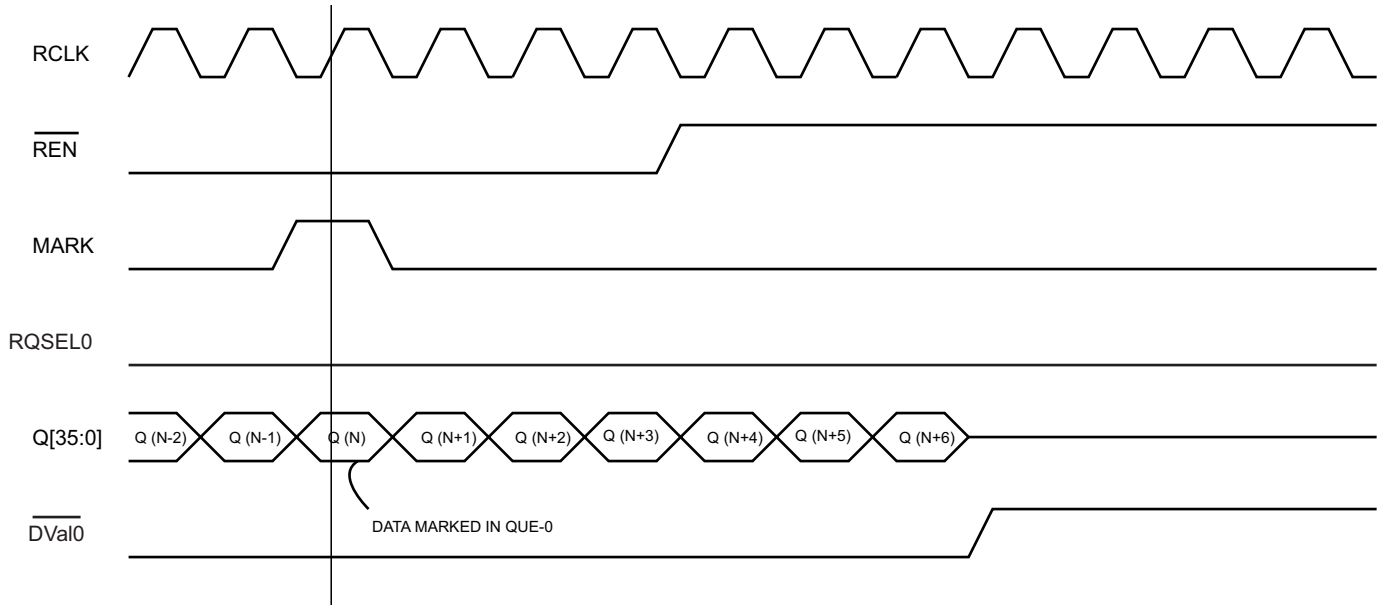 RCLK
REN
MARK
RQSEL0
Q[35:0] Q (N-2) Q (N-1) Q (N) Q (N+1) Q (N+2) Q (N+3) Q (N+4) Q (N+5) Q (N+6)
DATA MARKED IN QUE-0
DVal0